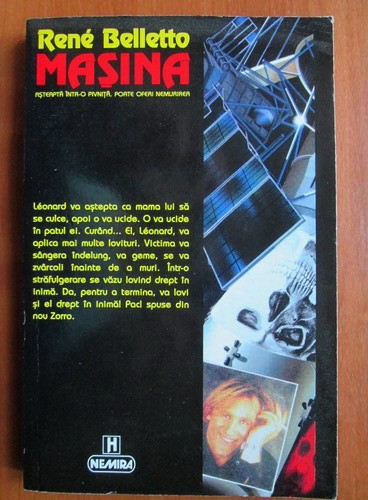 René Belletto
MASINA
AȘTEAPTĂ ÎNTR-O PIVNIȚĂ, POATE OFERI NEMURIREA
Léonard va aștepta ca mama lui să
se culce, apoi o va ucide. O va ucide
în patul ei. Curând... El, Léonard, va
aplica mai multe lovituri. Victima va
sângera îndelung, va geme, se va
zvârcoli înainte de a muri. Într-o
străfulgerare se văzu lovind drept în
inimă. Da, pentru a termina, va lovi
și el drept în inimă! Paci spuse din
nou Zorro.
N
NEMIRA